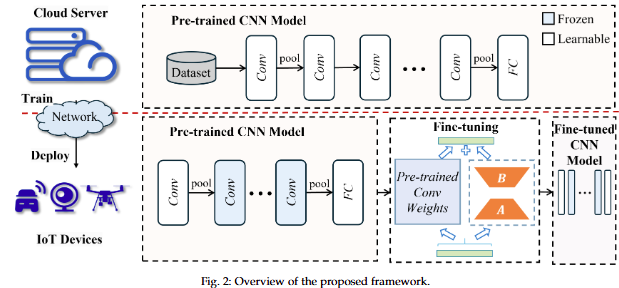 Cloud Server
Pre-trained CNN Model
Frozen
Learnable
Dataset
Conv
pool
Conv
Conv
Conv
pool
FC
Train
Network
Deploy
IoT Devices
Pre-trained CNN Model
Conv
pool
Conv
Conv
pool
FC
Fine-tuning
Pre-trained
Conv
Weights
B
A
Fine-tuned
CNN
Model
Fig. 2: Overview of the proposed framework.